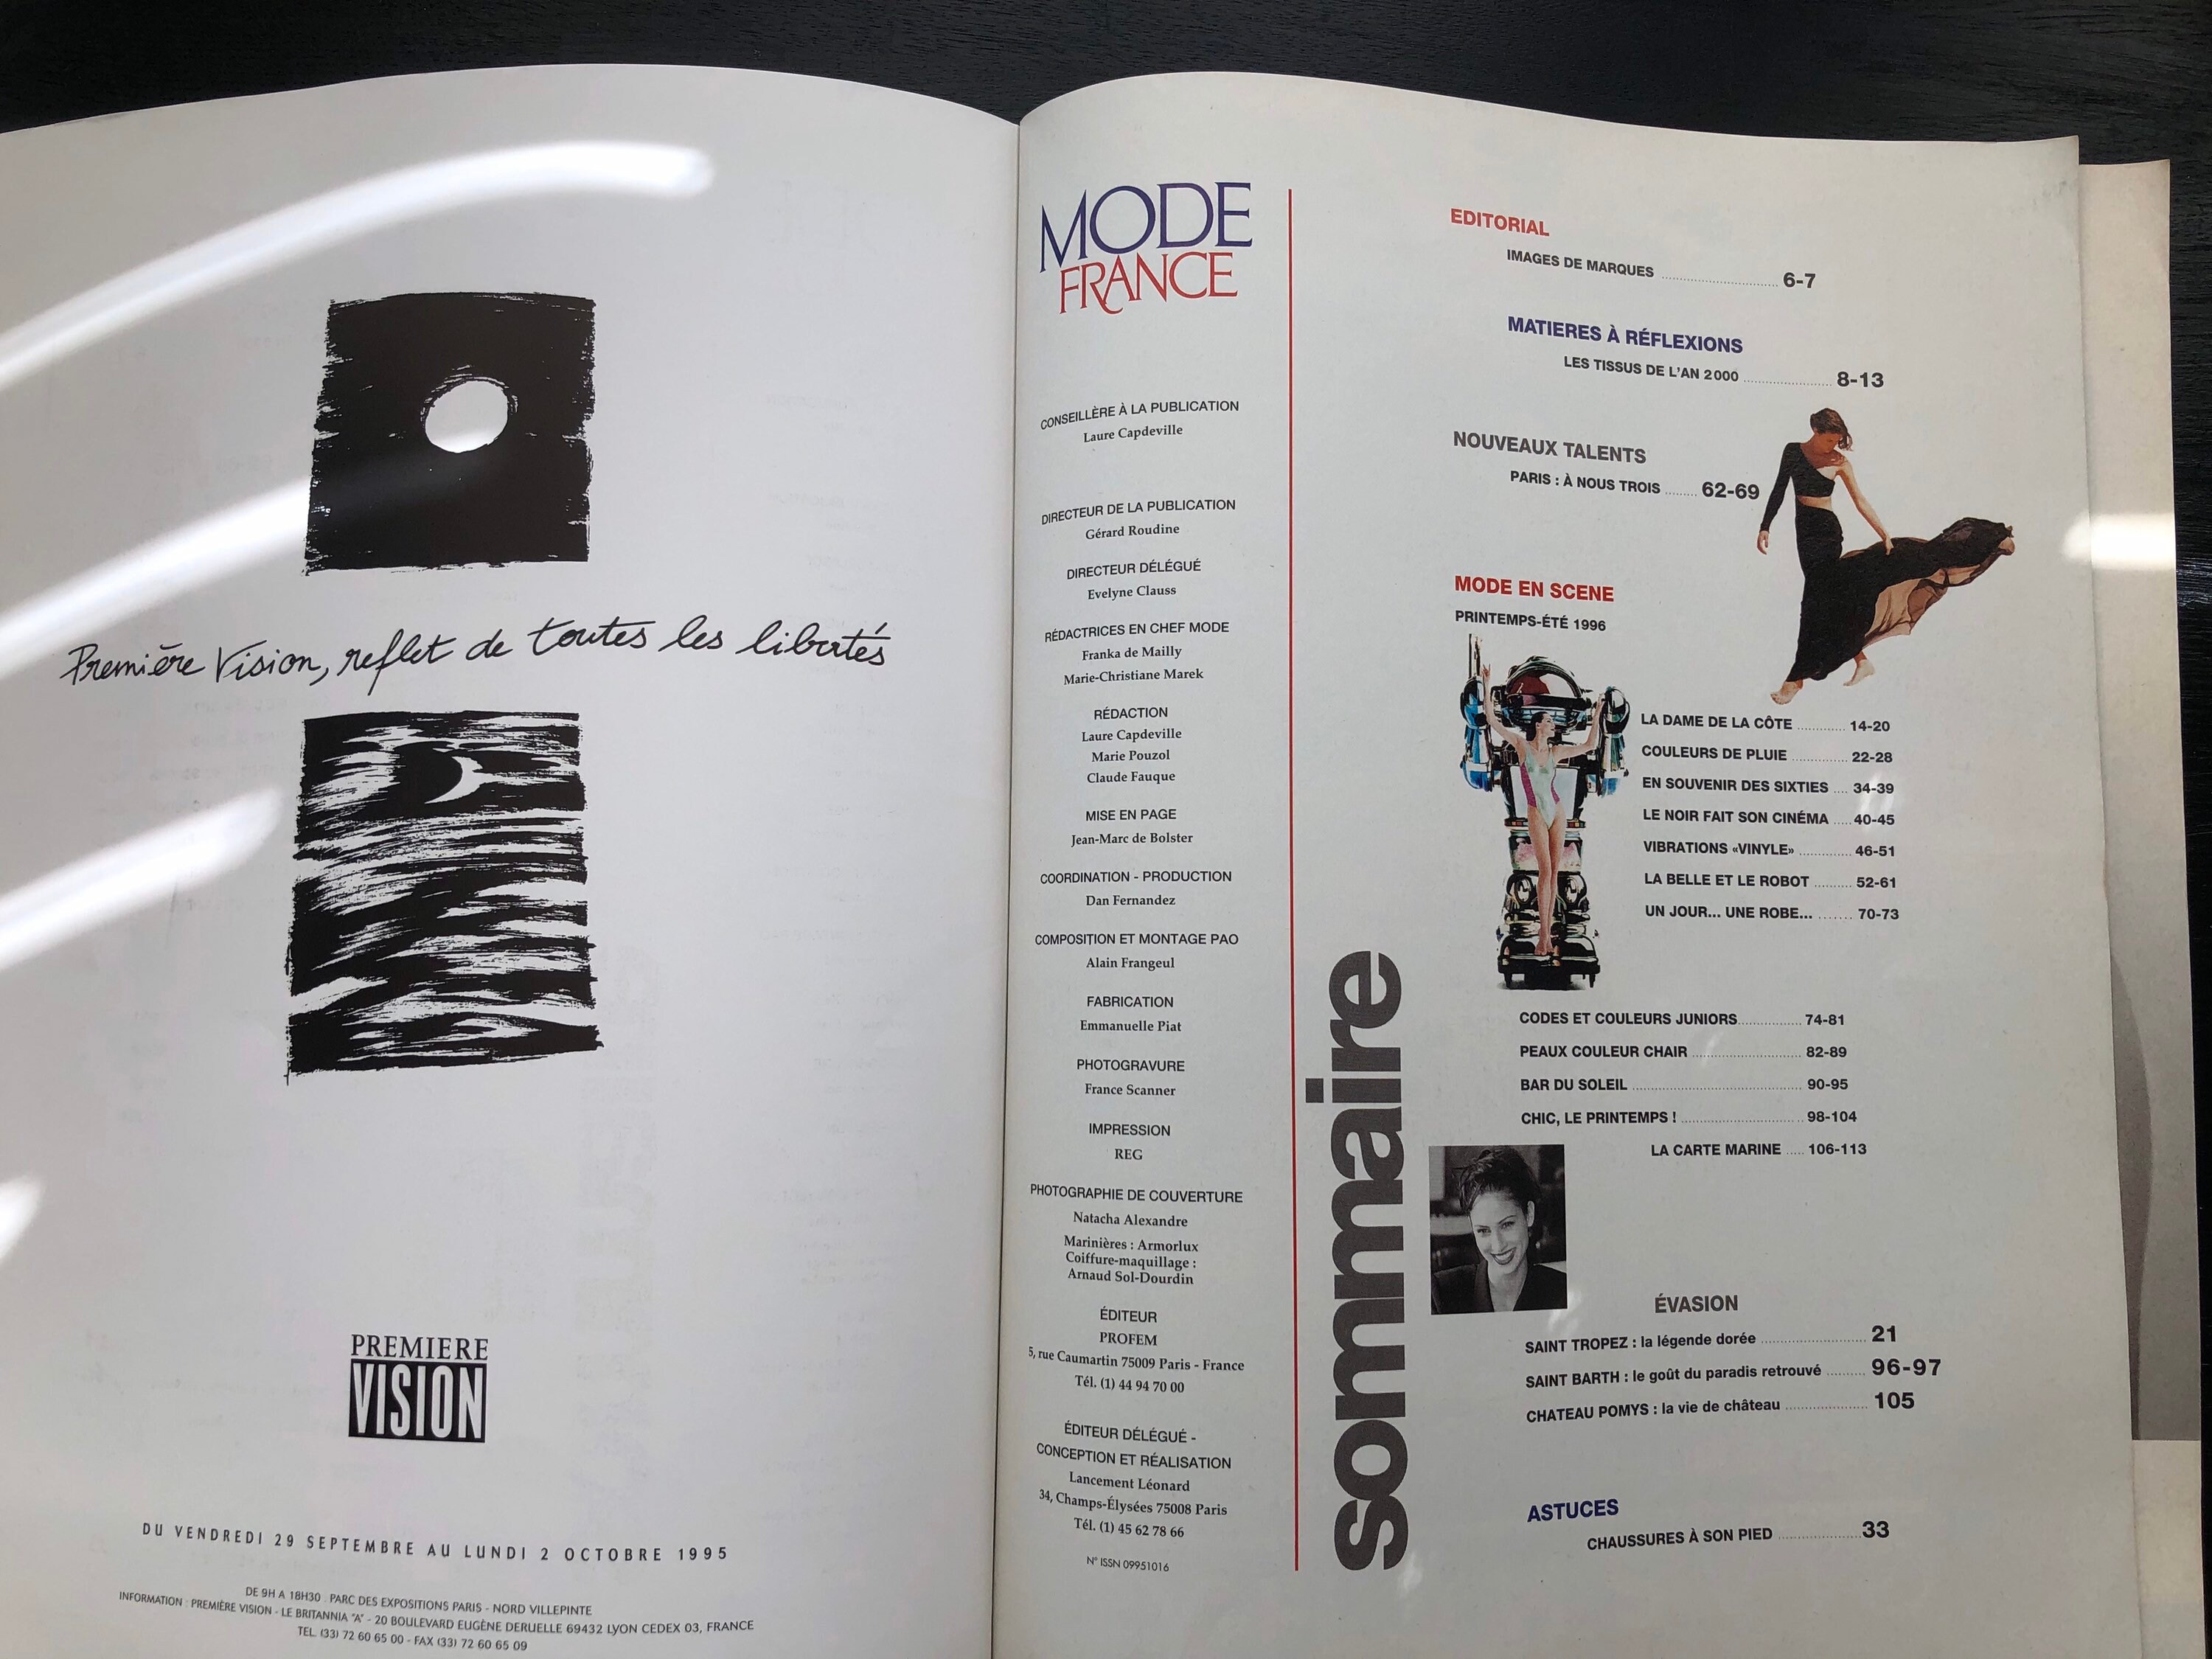 Première Vision, reflet de toutes les libertés
PREMIERE
VISION
DU VENDREDI 29 SEPTEMBRE AU LUNDI 2 OCTOBRE 1995
DE 9H A 18H30 . PARC DES EXPOSITIONS PARIS - NORD VILLEPINTE
INFORMATION : PREMIÈRE VISION - LE BRITANNIA "A" - 20 BOULEVARD EUGÈNE DERUELLE 69432 LYON CEDEX 03, FRANCE
TEL. (33) 72 60 65 00 - FAX (33) 72 60 65 09
MODE
FRANCE
CONSEILLÈRE À LA PUBLICATION
Laure Capdeville
DIRECTEUR DE LA PUBLICATION
Gérard Roudine
DIRECTEUR DÉLÉGUÉ
Evelyne Clauss
RÉDACTRICES EN CHEF MODE
Franka de Mailly
Marie-Christiane Marek
RÉDACTION
Laure Capdeville
Marie Pouzol
Claude Fauque
MISE EN PAGE
Jean-Marc de Bolster
COORDINATION - PRODUCTION
Dan Fernandez
COMPOSITION ET MONTAGE PAO
Alain Frangeul
FABRICATION
Emmanuelle Piat
PHOTOGRAVURE
France Scanner
IMPRESSION
REG
PHOTOGRAPHIE DE COUVERTURE
Natacha Alexandre
Marinières : Armorlux
Coiffure-maquillage :
Arnaud Sol-Dourdin
ÉDITEUR
PROFEM
5, rue Caumartin 75009 Paris - France
Tél. (1) 44 94 70 00
ÉDITEUR DÉLÉGUÉ -
CONCEPTION ET RÉALISATION
Lancement Léonard
34, Champs-Élysées 75008 Paris
Tél. (1) 45 62 78 66
N° ISSN 09951016
sommaire
EDITORIAL
IMAGES DE MARQUES ........ 6-7
MATIERES À RÉFLEXIONS
LES TISSUS DE L'AN 2000 ........ 8-13
NOUVEAUX TALENTS
PARIS : À NOUS TROIS ........ 62-69
MODE EN SCENE
PRINTEMPS-ÉTÉ 1996
LA DAME DE LA CÔTE ........ 14-20
COULEURS DE PLUIE ........ 22-28
EN SOUVENIR DES SIXTIES .... 34-39
LE NOIR FAIT SON CINÉMA ..... 40-45
VIBRATIONS «VINYLE» ........ 46-51
LA BELLE ET LE ROBOT ........ 52-61
UN JOUR... UNE ROBE... ....... 70-73
CODES ET COULEURS JUNIORS ........ 74-81
PEAUX COULEUR CHAIR ........ 82-89
BAR DU SOLEIL ........ 90-95
CHIC, LE PRINTEMPS ! ........ 98-104
LA CARTE MARINE ..... 106-113
ÉVASION
SAINT TROPEZ : la légende dorée ........ 21
SAINT BARTH : le goût du paradis retrouvé ........ 96-97
CHATEAU POMYS : la vie de château ........ 105
ASTUCES
CHAUSSURES À SON PIED ........ 33